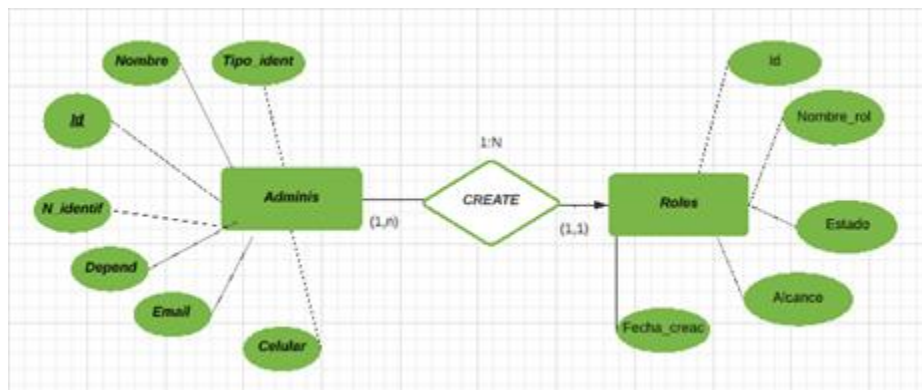 Nombre
Tipo_ident
Id
N_identif
Depend
Email
Celular
Adminis
(1,n)
1:N
CREATE
(1,1)
Roles
Id
Nombre_rol
Estado
Alcance
Fecha_creac